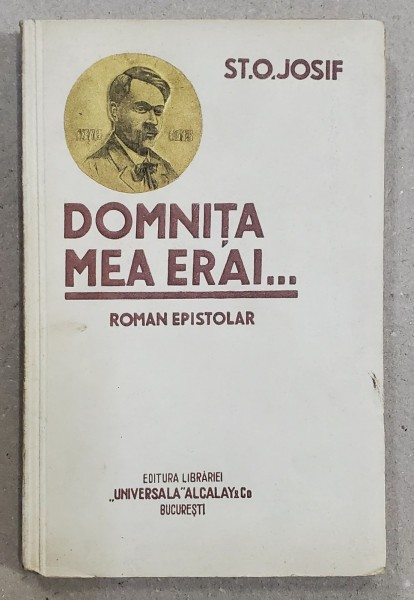 ST.O.JOSIF
DOMNIȚA
MEA ERAI...
ROMAN EPISTOLAR
EDITURA LIBRĂRIEI
„UNIVERSALA” ALCALAY & Co
BUCUREȘTI